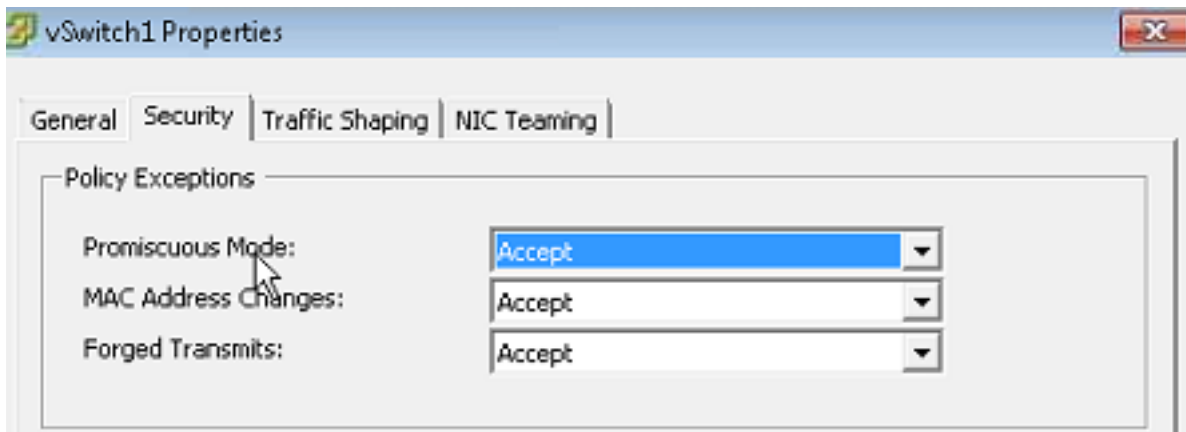 vSwitch1 Properties
General Security Traffic Shaping NIC Teaming
Policy Exceptions
Promiscuous Mode: Accept
MAC Address Changes: Accept
Forged Transmits: Accept